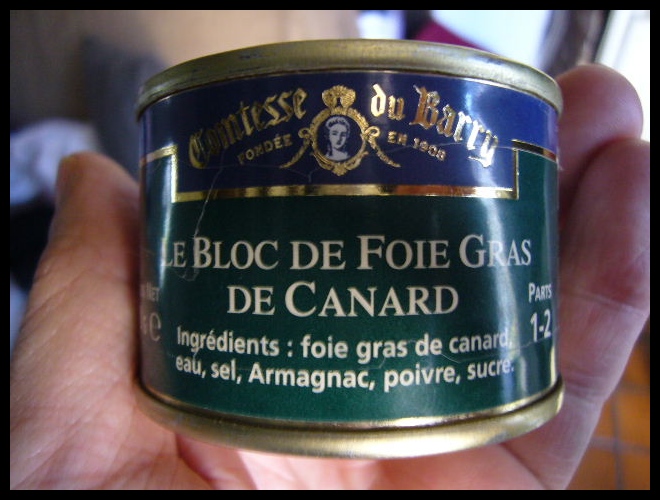 Comtesse du Barry
FONDÉE EN 1908
LE BLOC DE FOIE GRAS
DE CANARD
Ingrédients : foie gras de canard,
eau, sel, Armagnac, poivre, sucre.
PARTS
1-2
NET